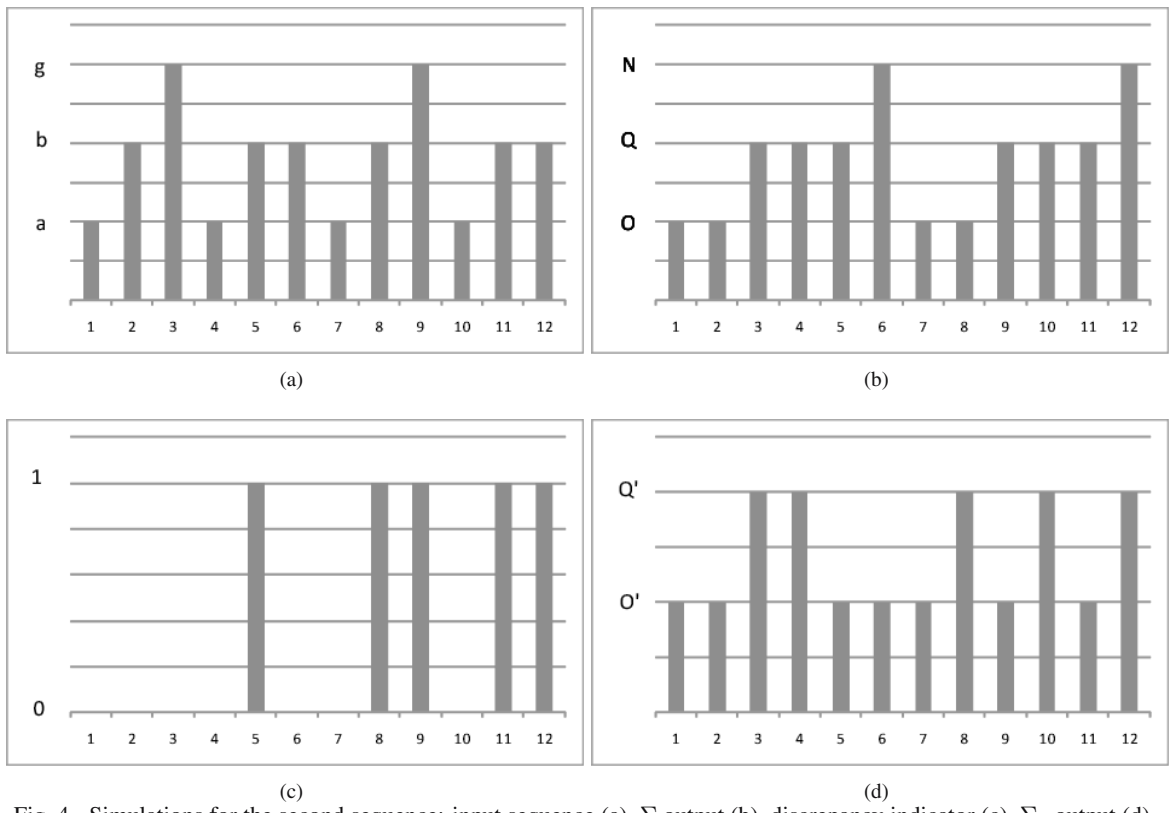 g
b
a
1 2 3 4 5 6 7 8 9 10 11 12
(a)
N
Q
O
1 2 3 4 5 6 7 8 9 10 11 12
(b)
1
0
1 2 3 4 5 6 7 8 9 10 11 12
(c)
Q'
O'
1 2 3 4 5 6 7 8 9 10 11 12
(d)
Fig. 4. Simulations for the second sequence: input sequence (a), Σ output (b), discrepancy indicator (c), Σ output (d)